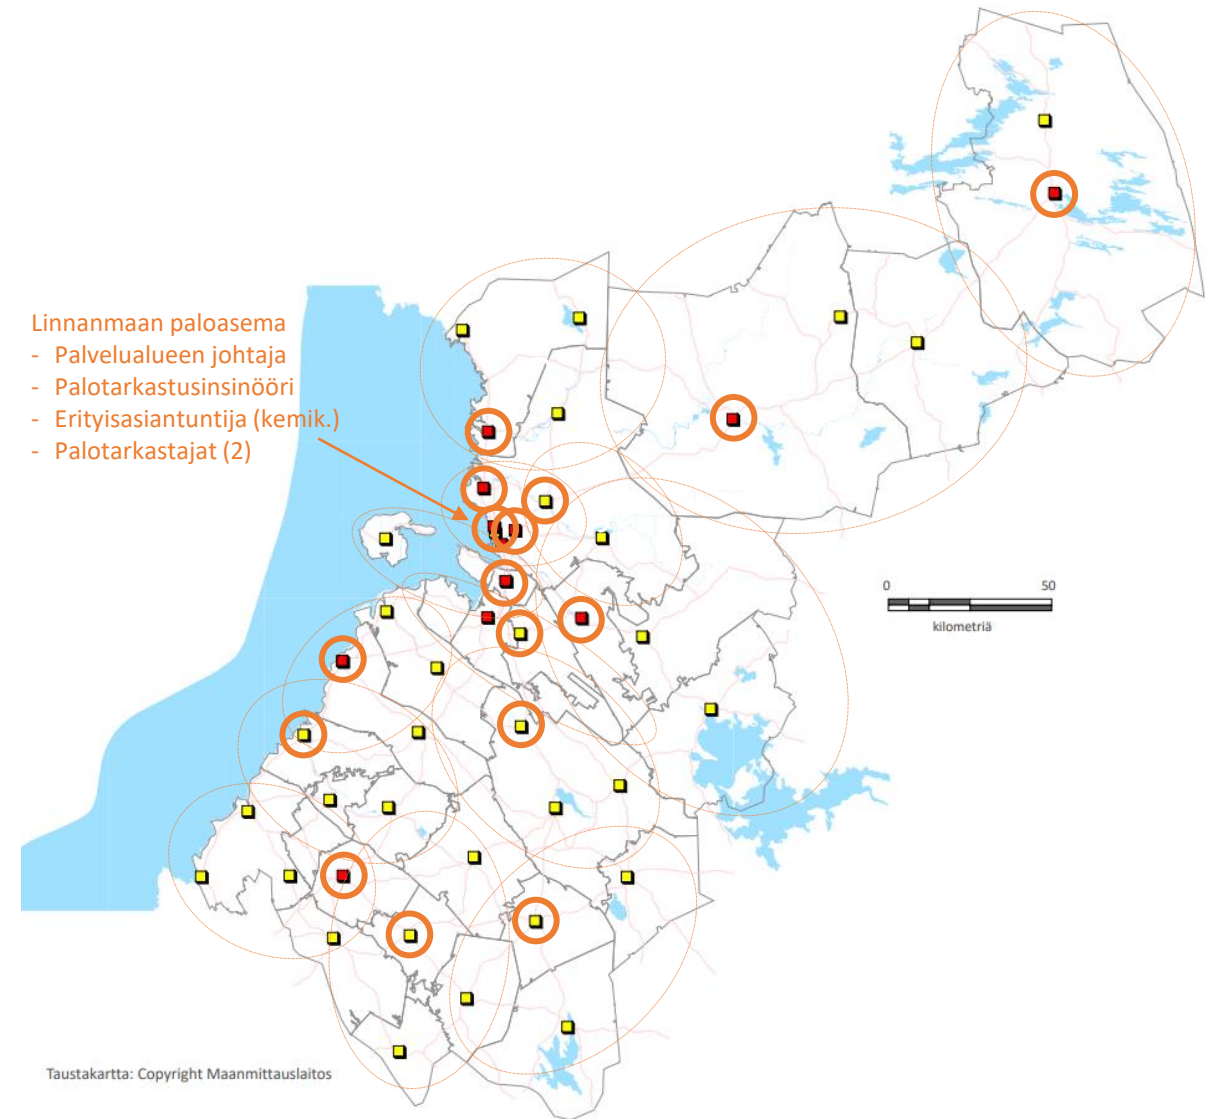 Linnanmaan paloasema
- Palvelualueen johtaja
- Palotarkastusinsinööri
- Erityisasiantuntija (kemik.)
- Palotarkastajat (2)
0 50
kilometriä
Taustakartta: Copyright Maanmittauslaitos